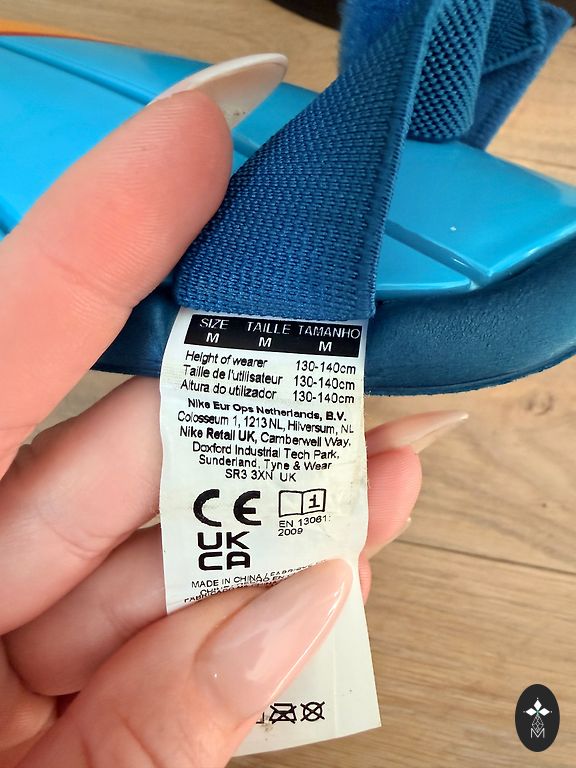 SIZE TAILLE TAMANHO
M M M
Height of wearer 130-140cm
Taille de l'utilisateur 130-140cm
Altura do utilizador 130-140cm
Nike Eur Ops Netherlands, B.V.
Colosseum 1, 1213 NL, Hilversum, NL
Nike Retail UK, Camberwell Way,
Doxford Industrial Tech Park,
Sunderland, Tyne & Wear
SR3 3XN UK
CE
EN 13061:
2009
UK
CA
MADE IN CHINA /
M